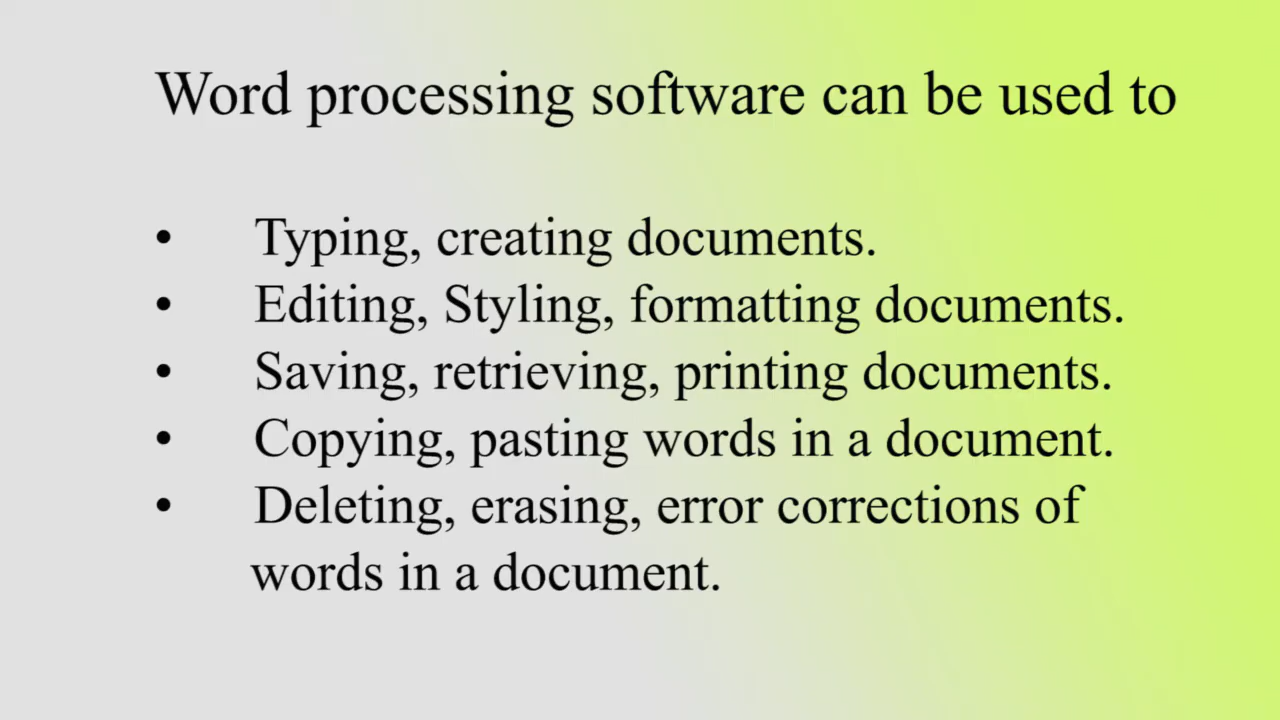 Word processing software can be used to
• Typing, creating documents.
• Editing, Styling, formatting documents.
• Saving, retrieving, printing documents.
• Copying, pasting words in a document.
• Deleting, erasing, error corrections of
words in a document.